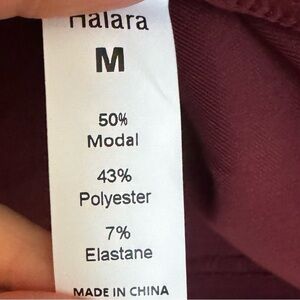 Halara
M
50%
Modal
43%
Polyester
7%
Elastane
MADE IN CHINA